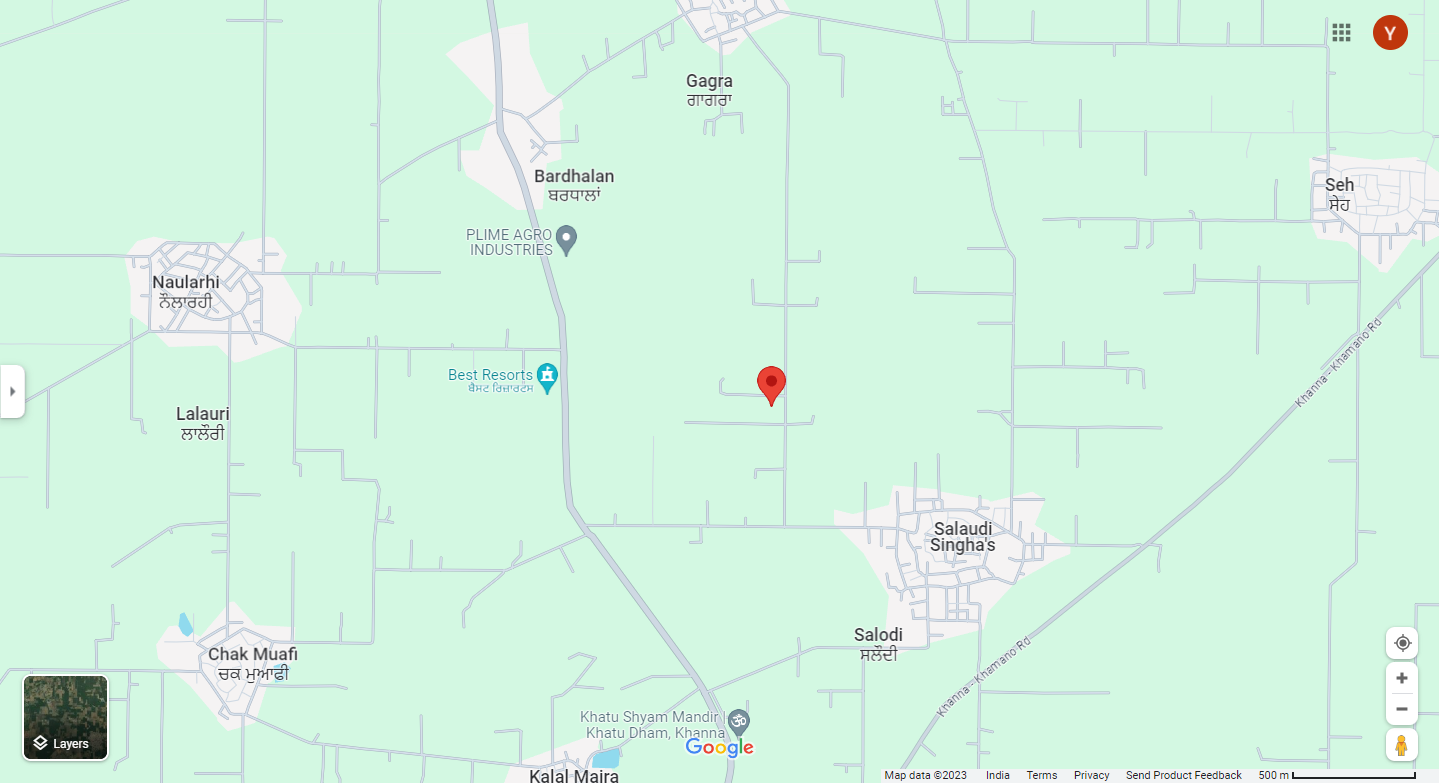 Y
Gagra
ਗਾਗਰਾ
Bardhalan
ਬਰਧਾਲਾਂ
Seh
ਸੇਹ
PLIME AGRO
INDUSTRIES
Naularhi
ਨੌਲਾਰਹੀ
Khanna - Khamano Rd
Best Resorts
ਬੈਸਟ ਰਿਜ਼ਾਰਟਸ
Lalauri
ਲਾਲੌਰੀ
Salaudi
Singha's
Salodi
ਸਲੌਦੀ
Chak Muafi
ਚਕ ਮੁਆਫੀ
Khanna - Khamano Rd
Khatu Shyam Mandir |
Khatu Dham, Khanna
Google
Layers
Kalal Majra
Map data ©2023 India Terms Privacy Send Product Feedback 500 m